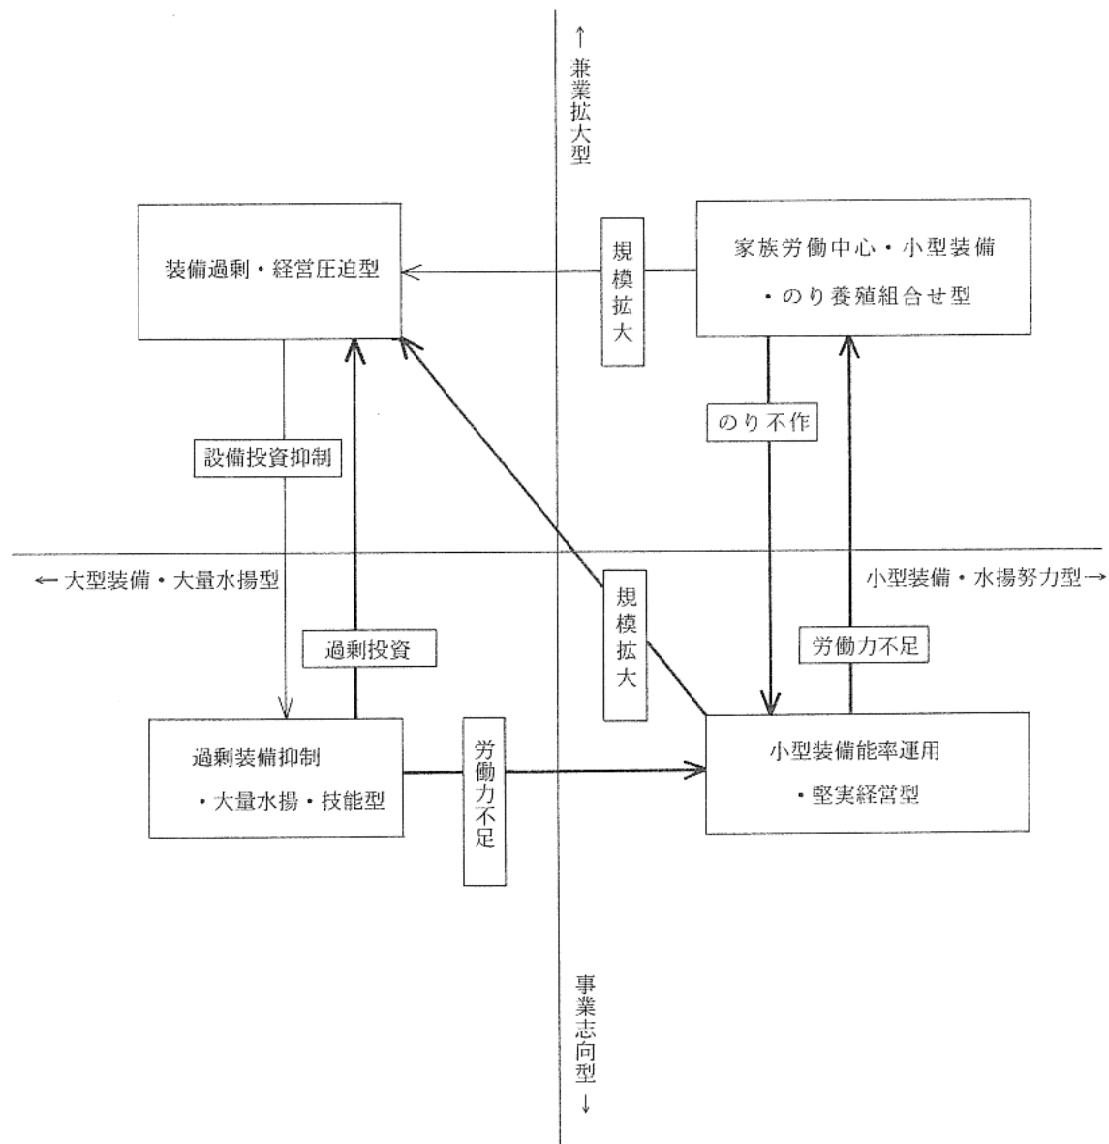 ↑兼業拡大型
装備過剰・経営圧迫型
規模拡大
家族労働中心・小型装備
・のり養殖組合せ型
のり不作
設備投資抑制
←大型装備・大量水揚型
小型装備・水揚努力型→
規模拡大
過剰投資
労働力不足
過剰装備抑制
・大量水揚・技能型
労働力不足
小型装備能率運用
・堅実経営型
事業志向型↓